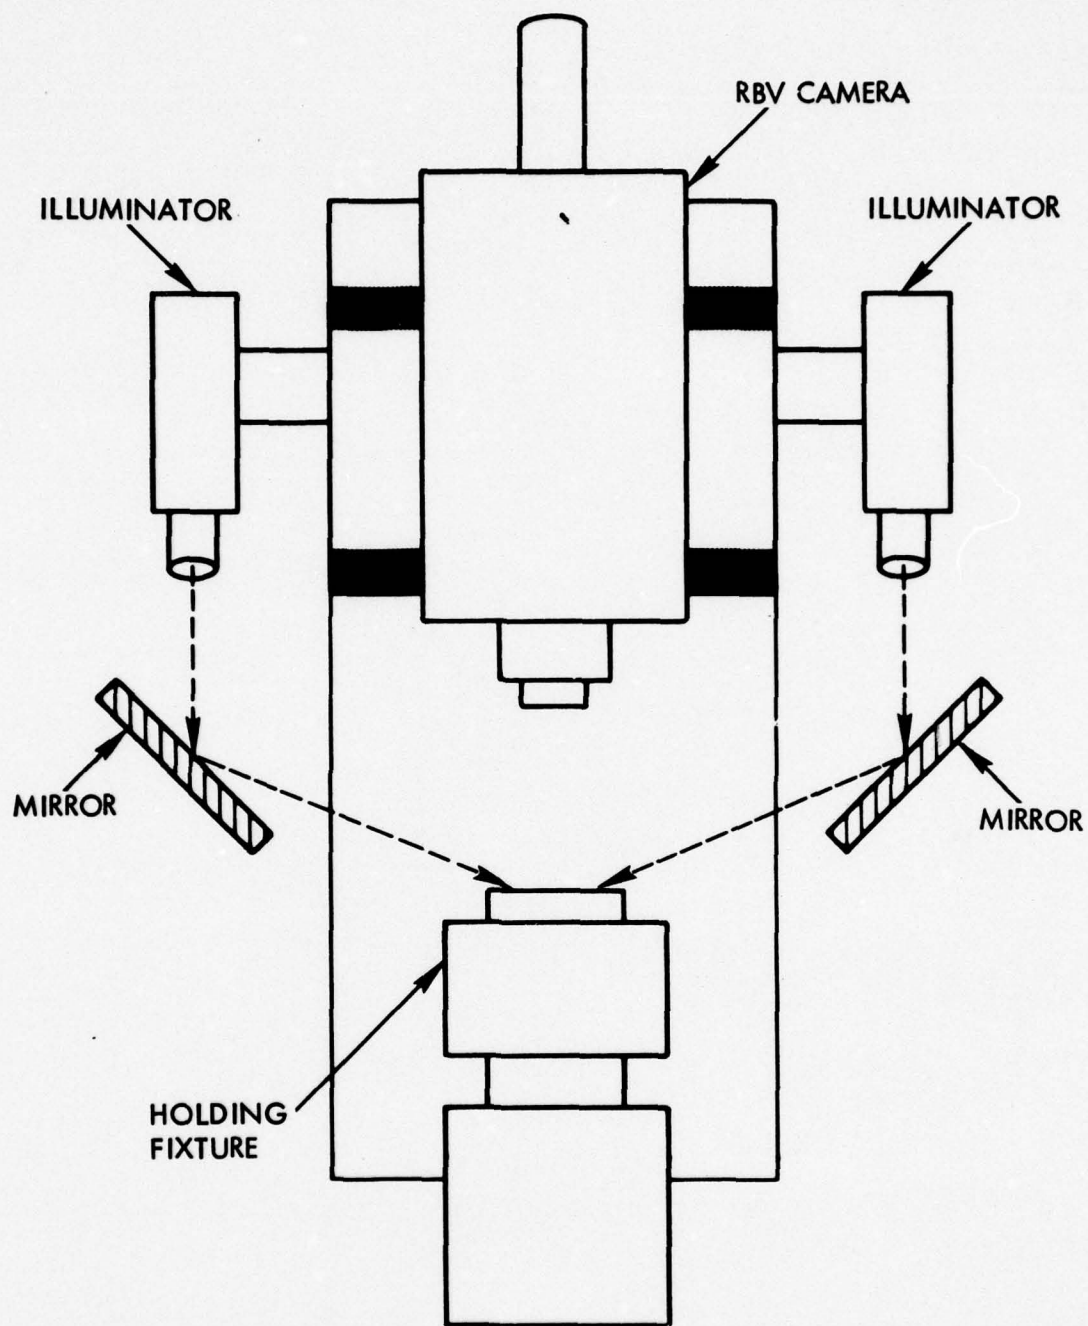 RBV CAMERA
ILLUMINATOR
ILLUMINATOR
MIRROR
MIRROR
HOLDING
FIXTURE